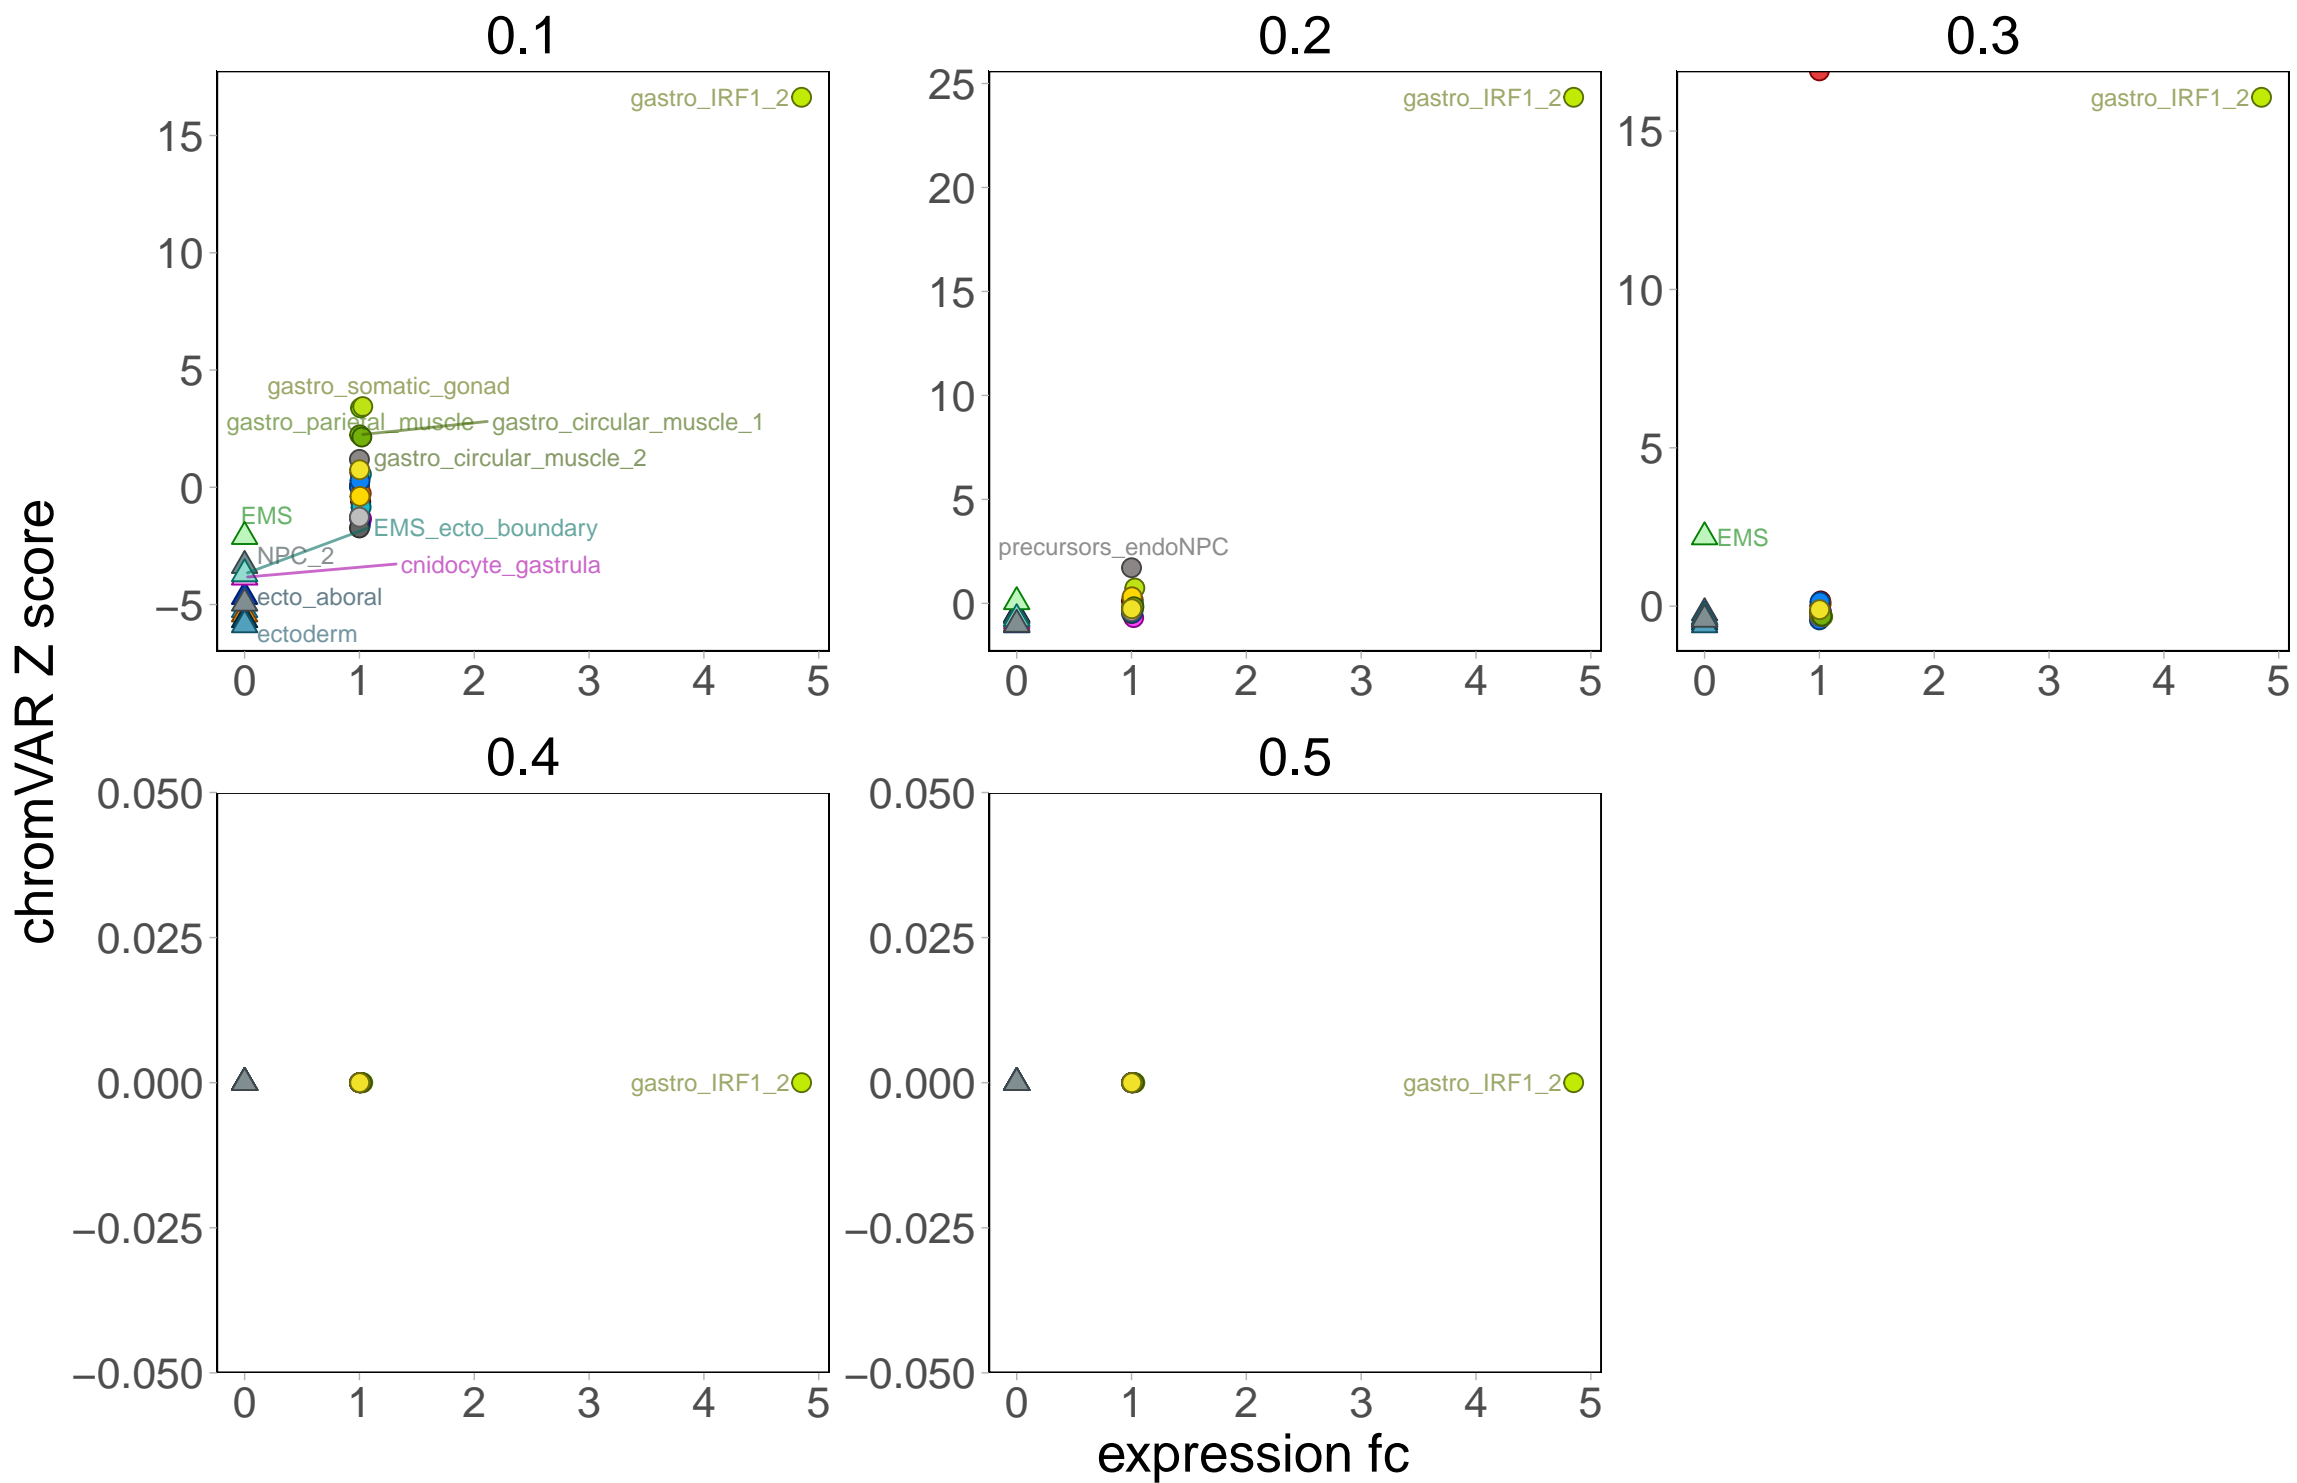 0.1
0.2
0.3
gastro_IRF1_2
gastro_IRF1_2
gastro_IRF1_2
15
10
5
0
−5
gastro_somatic_gonad
gastro_parietal_muscle
gastro_circular_muscle_1
gastro_circular_muscle_2
EMS
EMS_ecto_boundary
NPC_2
cnidocyte_gastrula
ecto_aboral
ectoderm
0 1 2 3 4 5
25
20
15
10
5
0
precursors_endoNPC
0 1 2 3 4 5
15
10
5
0
EMS
0 1 2 3 4 5
chromVAR Z score
0.4
0.5
0.050
0.025
0.000
−0.025
−0.050
gastro_IRF1_2
0 1 2 3 4 5
0.050
0.025
0.000
−0.025
−0.050
gastro_IRF1_2
0 1 2 3 4 5
expression fc